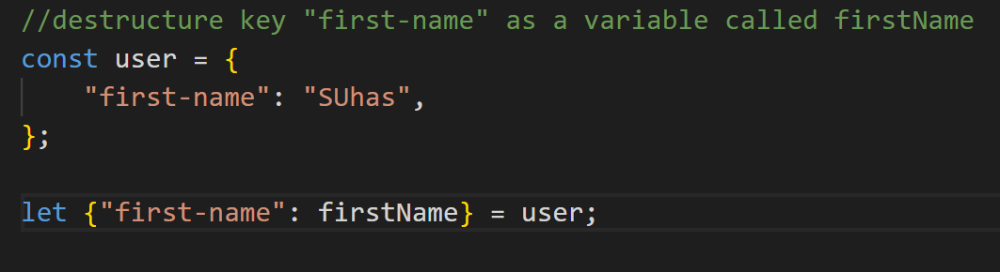 //destructure key "first-name" as a variable called firstName
const user = {
    "first-name": "SUhas",
};
let {"first-name": firstName} = user;